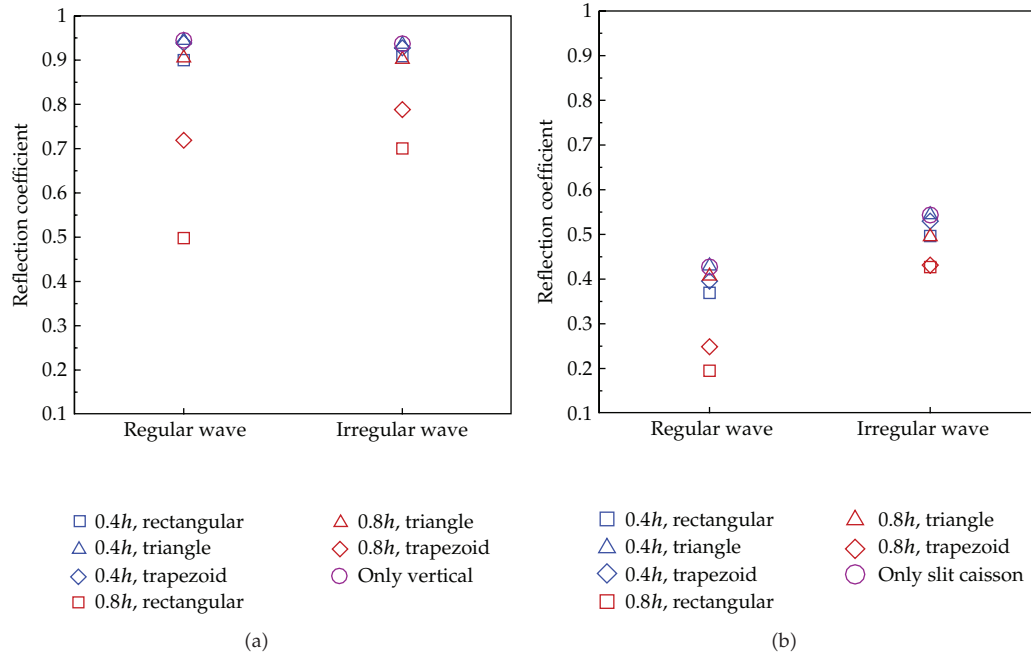 1
0.9
0.8
0.7
0.6
0.5
0.4
0.3
0.2
0.1
Reflection coefficient
Regular wave
Irregular wave
0.4h, rectangular
0.4h, triangle
0.4h, trapezoid
0.8h, rectangular
0.8h, triangle
0.8h, trapezoid
Only vertical
(a)
1
0.9
0.8
0.7
0.6
0.5
0.4
0.3
0.2
0.1
Reflection coefficient
Regular wave
Irregular wave
0.4h, rectangular
0.4h, triangle
0.4h, trapezoid
0.8h, rectangular
0.8h, triangle
0.8h, trapezoid
Only slit caisson
(b)